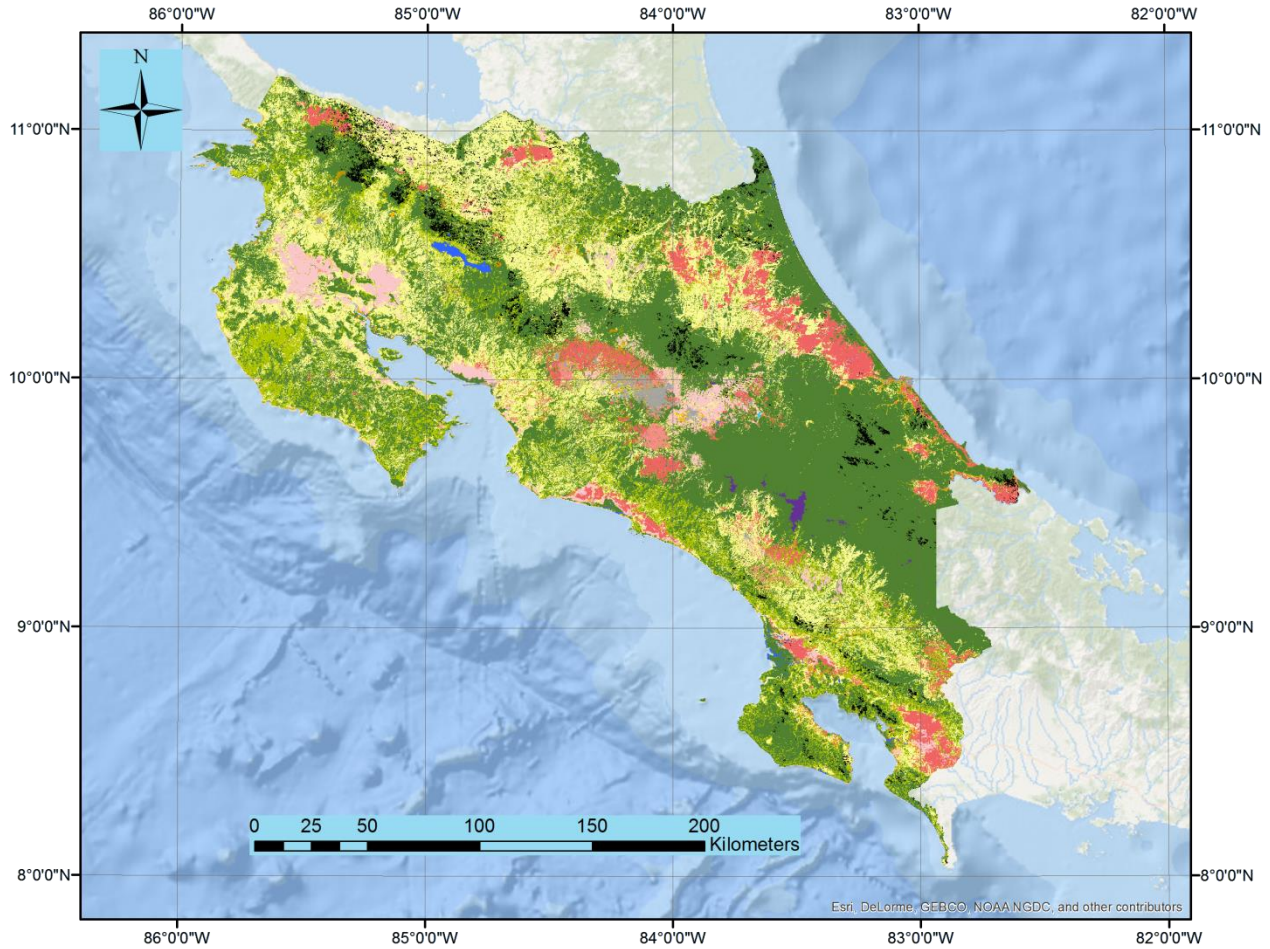 86°0'0"W 85°0'0"W 84°0'0"W 83°0'0"W 82°0'0"W
N
11°0'0"N 11°0'0"N
10°0'0"N 10°0'0"N
9°0'0"N 9°0'0"N
0 25 50 100 150 200
Kilometers
8°0'0"N 8°0'0"N
Esri, DeLorme, GEBCO, NOAA NGDC, and other contributors
86°0'0"W 85°0'0"W 84°0'0"W 83°0'0"W 82°0'0"W